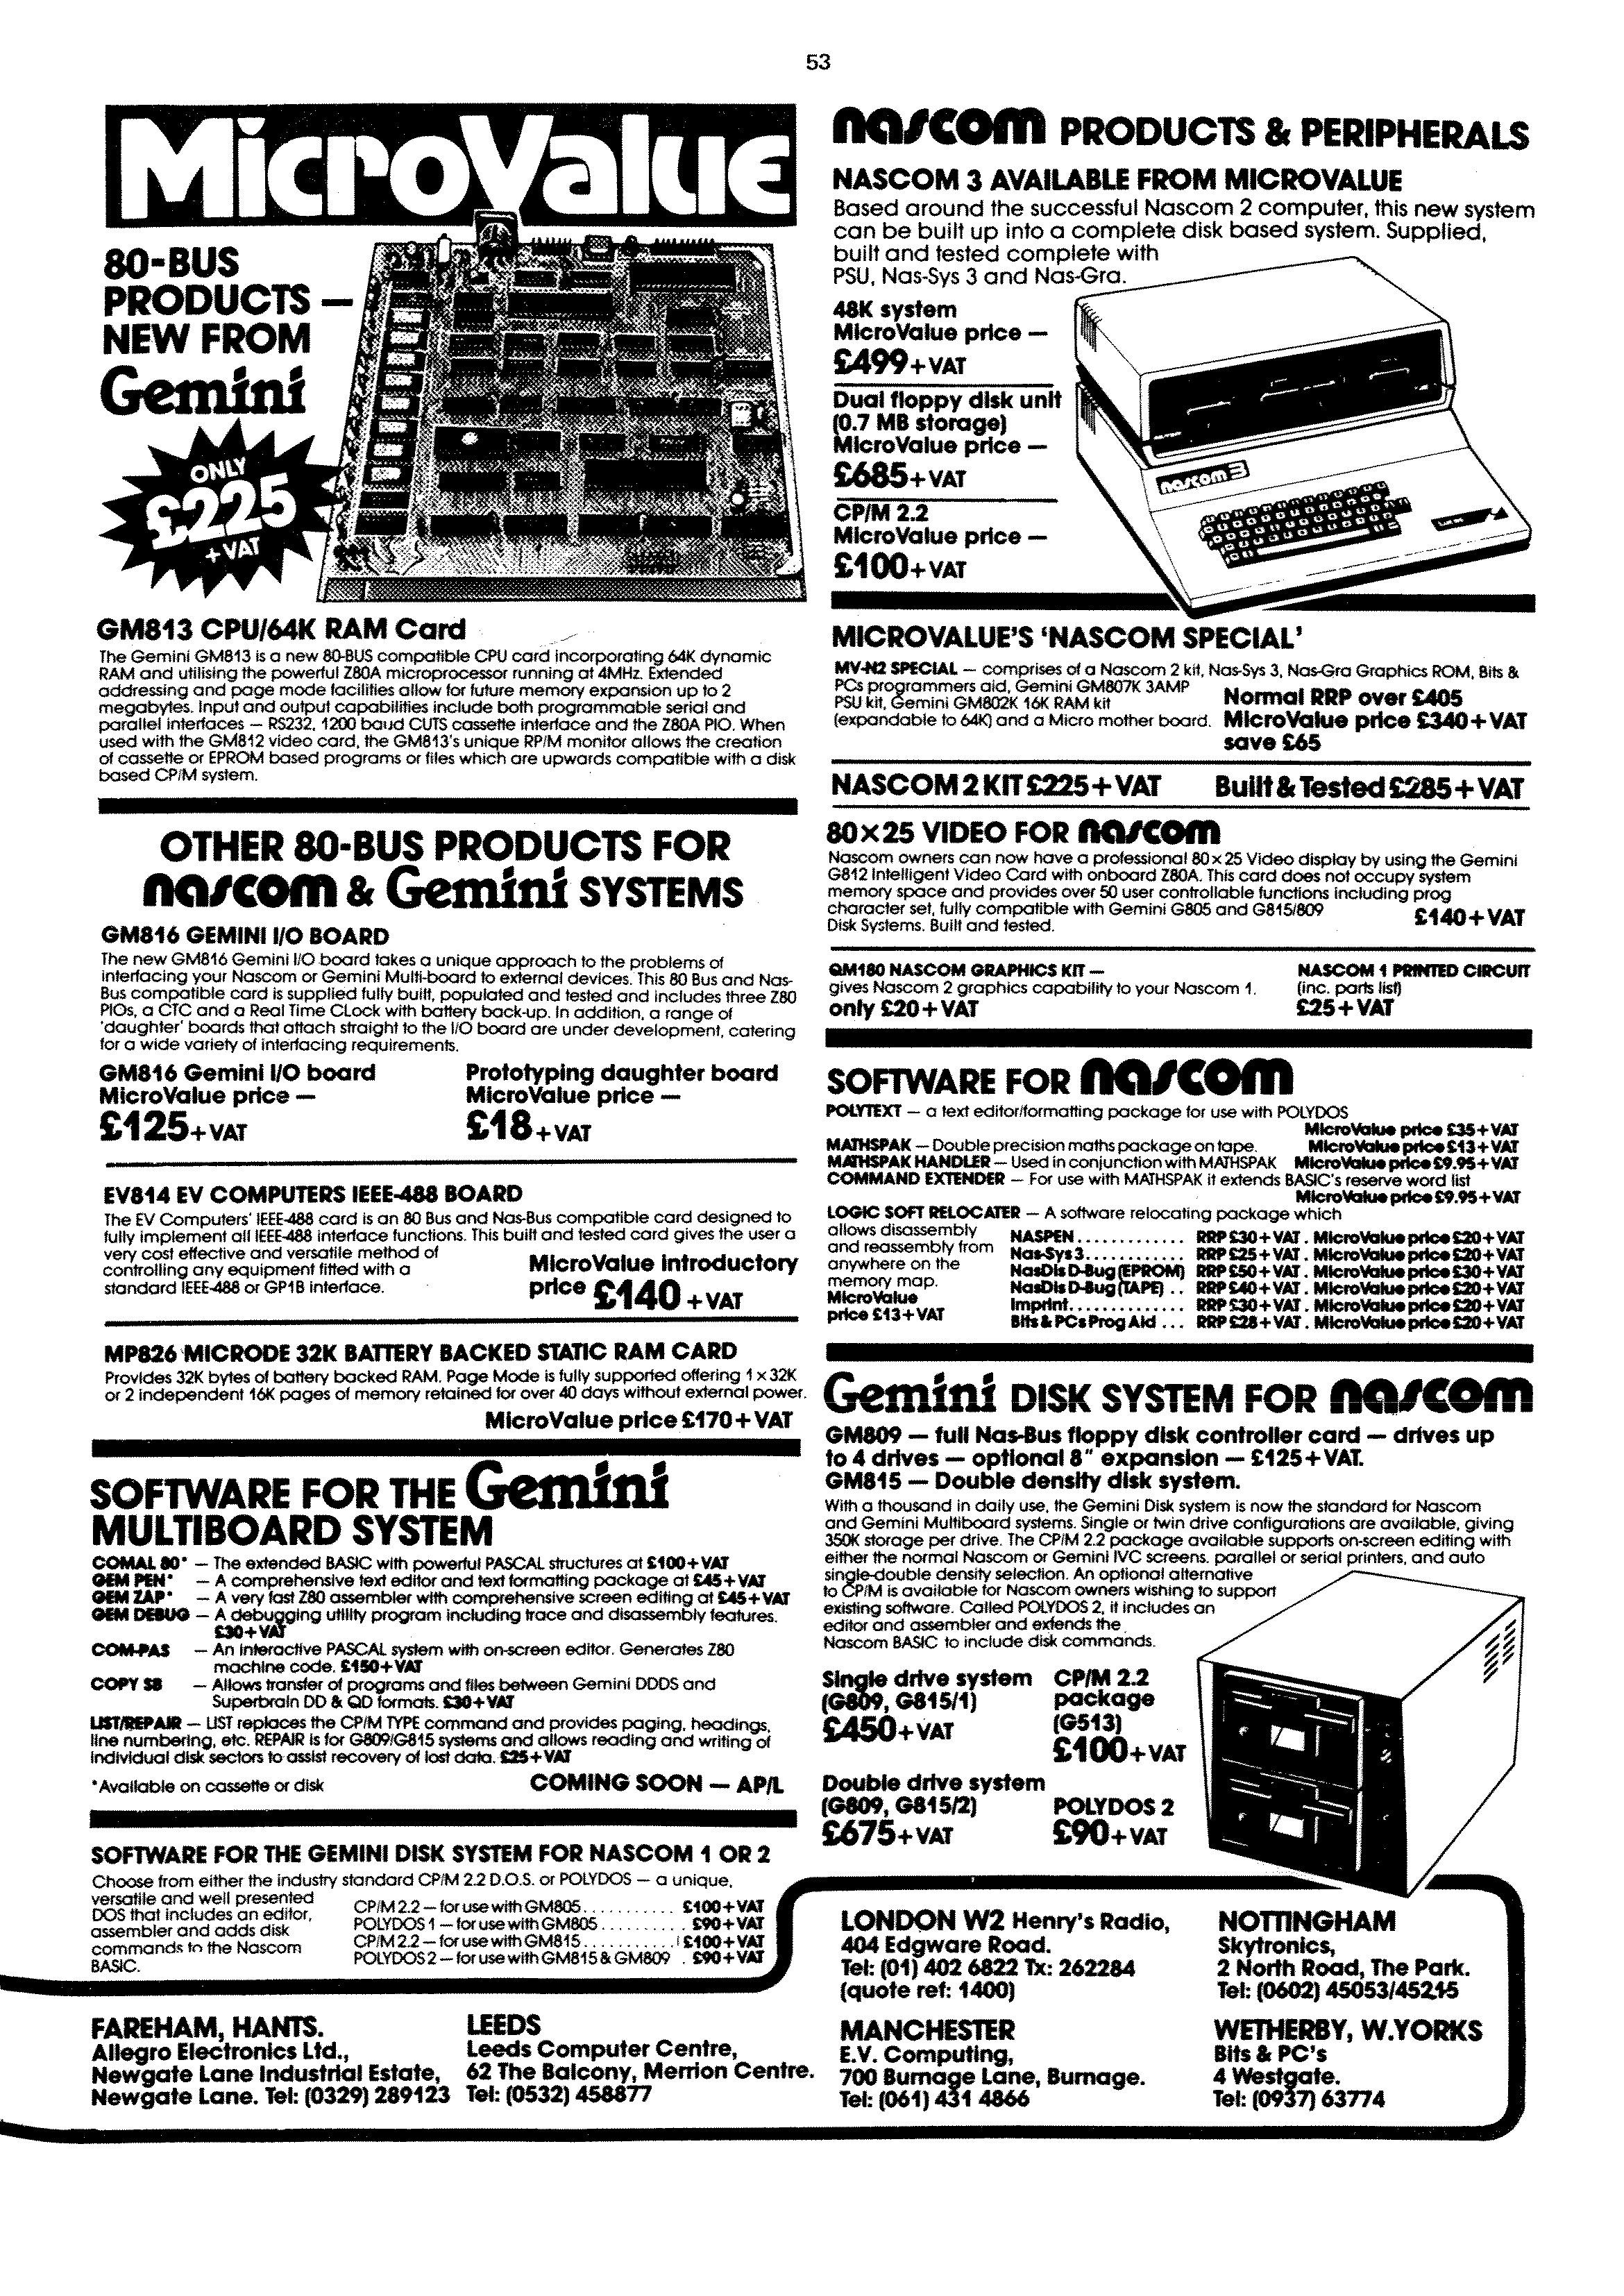 53
MicroValue
80-BUS
PRODUCTS —
NEW FROM
Gemini
ONLY
£225
+ VAT
GM813 CPU/64K RAM Card
The Gemini GM813 is a new 80-BUS compatible CPU card incorporating 64K dynamic
RAM and utilising the powerful Z80A microprocessor running at 4MHz. Extended
addressing and page mode facilities allow for future memory expansion up to 2
megabytes. Input and output capabilities include both programmable serial and
parallel interfaces — RS232, 1200 baud CUTS cassette interface and the Z80A PIO. When
used with the GM812 video card, the GM813's unique RP/M monitor allows the creation
of cassette or EPROM based programs or files which are upwards compatible with a disk
based CP/M system.
OTHER 80-BUS PRODUCTS FOR
nascom & Gemini SYSTEMS
GM816 GEMINI I/O BOARD
The new GM816 Gemini I/O board takes a unique approach to the problems of
interfacing your Nascom or Gemini Multi-board to external devices. This 80 Bus and Nas-
Bus compatible card is supplied fully built, populated and tested and includes three Z80
PIOs, a CTC and a Real Time CLock with battery back-up. In addition, a range of
'daughter' boards that attach straight to the I/O board are under development, catering
for a wide variety of interfacing requirements.
GM816 Gemini I/O board
MicroValue price —
£125+VAT
Prototyping daughter board
MicroValue price —
£18+VAT
EV814 EV COMPUTERS IEEE-488 BOARD
The EV Computers' IEEE-488 card is an 80 Bus and Nas-Bus compatible card designed to
fully implement all IEEE-488 interface functions. This built and tested card gives the user a
very cost effective and versatile method of
controlling any equipment fitted with a
standard IEEE-488 or GP1B interface.
MicroValue introductory
price £140 +VAT
MP826 MICRODE 32K BATTERY BACKED STATIC RAM CARD
Provides 32K bytes of battery backed RAM. Page Mode is fully supported offering 1 x 32K
or 2 independent 16K pages of memory retained for over 40 days without external power.
MicroValue price £170+VAT
SOFTWARE FOR THE Gemini
MULTIBOARD SYSTEM
COMAL 80* — The extended BASIC with powerful PASCAL structures at £100+VAT
GEM PEN* — A comprehensive text editor and text formatting package at £45+VAT
GEM ZAP* — A very fast Z80 assembler with comprehensive screen editing at £45+VAT
GEM DEBUG — A debugging utility program including trace and disassembly features.
£30+VAT
COM-PAS — An interactive PASCAL system with on-screen editor. Generates Z80
machine code. £150+VAT
COPY SB — Allows transfer of programs and files between Gemini DDDS and
Superbrain DD & QD formats. £30+VAT
LIST/REPAIR — LIST replaces the CP/M TYPE command and provides paging, headings,
line numbering, etc. REPAIR is for G809/G815 systems and allows reading and writing of
individual disk sectors to assist recovery of lost data. £25+VAT
*Available on cassette or disk
COMING SOON — AP/L
SOFTWARE FOR THE GEMINI DISK SYSTEM FOR NASCOM 1 OR 2
Choose from either the industry standard CP/M 2.2 D.O.S. or POLYDOS — a unique,
versatile and well presented
DOS that includes an editor,
assembler and adds disk
commands to the Nascom
BASIC.
CP/M 2.2 — for use with GM805........... £100+VAT
POLYDOS 1 — for use with GM805.......... £90+VAT
CP/M 2.2 — for use with GM815........... £100+VAT
POLYDOS 2 — for use with GM815 & GM809 . £90+VAT
nascom PRODUCTS & PERIPHERALS
NASCOM 3 AVAILABLE FROM MICROVALUE
Based around the successful Nascom 2 computer, this new system
can be built up into a complete disk based system. Supplied,
built and tested complete with
PSU, Nas-Sys 3 and Nas-Gra.
48K system
MicroValue price —
£499+VAT
Dual floppy disk unit
(0.7 MB storage)
MicroValue price —
£685+VAT
CP/M 2.2
MicroValue price —
£100+VAT
nascom 3
MICROVALUE'S 'NASCOM SPECIAL'
MV-N2 SPECIAL — comprises of a Nascom 2 kit, Nas-Sys 3, Nas-Gra Graphics ROM, Bits &
PCs programmers aid, Gemini GM807K 3AMP
PSU kit, Gemini GM802K 16K RAM kit
(expandable to 64K) and a Micro mother board.
Normal RRP over £405
MicroValue price £340+VAT
save £65
NASCOM 2 KIT £225+VAT Built & Tested £285+VAT
80x25 VIDEO FOR nascom
Nascom owners can now have a professional 80 x 25 Video display by using the Gemini
G812 Intelligent Video Card with onboard Z80A. This card does not occupy system
memory space and provides over 50 user controllable functions including prog
character set, fully compatible with Gemini G805 and G815/809
Disk Systems. Built and tested.
£140+VAT
QM180 NASCOM GRAPHICS KIT —
gives Nascom 2 graphics capability to your Nascom 1.
only £20+VAT
NASCOM 1 PRINTED CIRCUIT
(inc. parts list)
£25+VAT
SOFTWARE FOR nascom
POLYTEXT — a text editor/formatting package for use with POLYDOS
MicroValue price £35+VAT
MATHSPAK — Double precision maths package on tape. MicroValue price £13+VAT
MATHSPAK HANDLER — Used in conjunction with MATHSPAK MicroValue price £9.95+VAT
COMMAND EXTENDER — For use with MATHSPAK it extends BASIC's reserve word list
MicroValue price £9.95+VAT
LOGIC SOFT RELOCATER — A software relocating package which
allows disassembly
and reassembly from
anywhere on the
memory map.
MicroValue
price £13+VAT
NASPEN............. RRP £30+VAT . MicroValue price £20+VAT
Nas-Sys 3............ RRP £25+VAT . MicroValue price £20+VAT
NasDis D-Bug (EPROM) RRP £50+VAT . MicroValue price £30+VAT
NasDis D-Bug (TAPE) .. RRP £40+VAT . MicroValue price £20+VAT
Imprint.............. RRP £30+VAT . MicroValue price £20+VAT
Bits & PCs Prog Aid ... RRP £28+VAT . MicroValue price £20+VAT
Gemini DISK SYSTEM FOR nascom
GM809 — full Nas-Bus floppy disk controller card — drives up
to 4 drives — optional 8" expansion — £125+VAT.
GM815 — Double density disk system.
With a thousand in daily use, the Gemini Disk system is now the standard for Nascom
and Gemini Multiboard systems. Single or twin drive configurations are available, giving
350K storage per drive. The CP/M 2.2 package available supports on-screen editing with
either the normal Nascom or Gemini IVC screens, parallel or serial printers, and auto
single-double density selection. An optional alternative
to CP/M is available for Nascom owners wishing to support
existing software. Called POLYDOS 2, it includes an
editor and assembler and extends the
Nascom BASIC to include disk commands.
Single drive system
(G809, G815/1)
£450+VAT
CP/M 2.2
package
(G513)
£100+VAT
Double drive system
(G809, G815/2)
£675+VAT
POLYDOS 2
£90+VAT
LONDON W2 Henry's Radio,
404 Edgware Road.
Tel: (01) 402 6822 Tx: 262284
(quote ref: 1400)
NOTTINGHAM
Skytronics,
2 North Road, The Park.
Tel: (0602) 45053/45215
FAREHAM, HANTS.
Allegro Electronics Ltd.,
Newgate Lane Industrial Estate,
Newgate Lane. Tel: (0329) 289123
LEEDS
Leeds Computer Centre,
62 The Balcony, Merrion Centre.
Tel: (0532) 458877
MANCHESTER
E.V. Computing,
700 Burnage Lane, Burnage.
Tel: (061) 431 4866
WETHERBY, W.YORKS
Bits & PC's
4 Westgate.
Tel: (0937) 63774